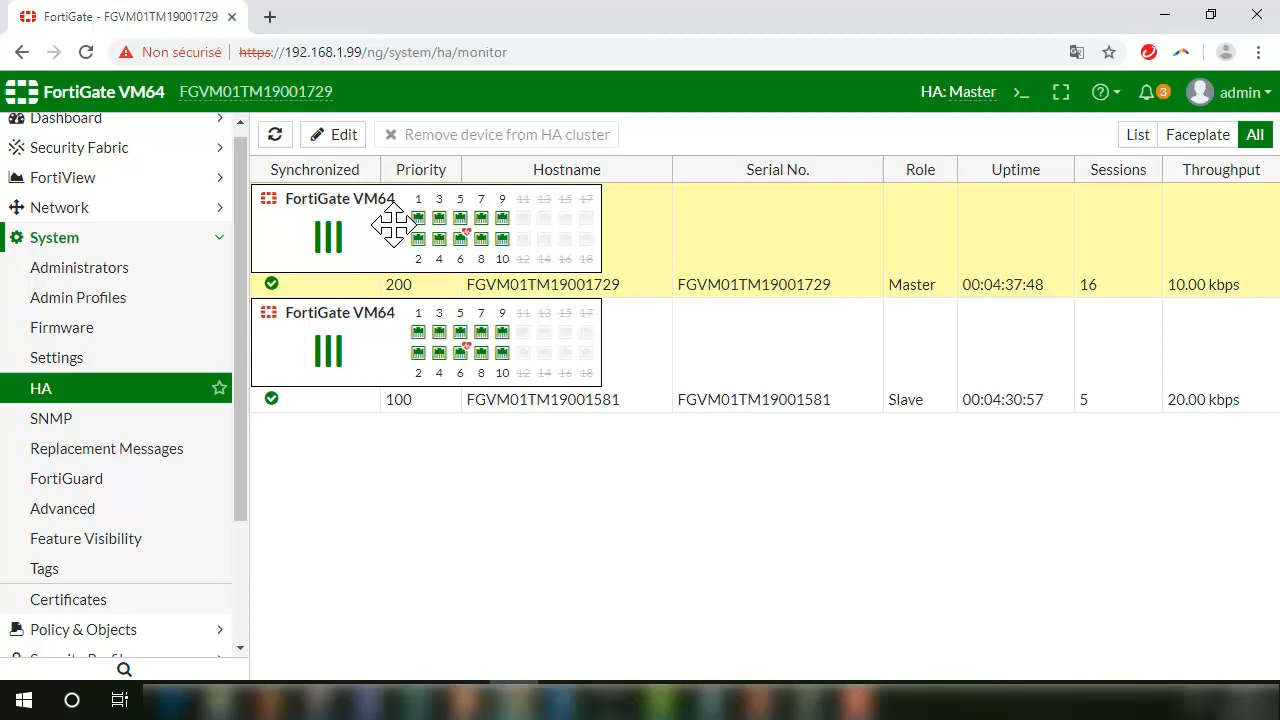 FortiGate - FGVM01TM19001729
Non sécurisé https://192.168.1.99/ng/system/ha/monitor
FortiGate VM64 FGVM01TM19001729 HA: Master >_ 3 admin
Dashboard
Security Fabric
FortiView
Network
System
Administrators
Admin Profiles
Firmware
Settings
HA
SNMP
Replacement Messages
FortiGuard
Advanced
Feature Visibility
Tags
Certificates
Policy & Objects
Edit Remove device from HA cluster List Faceplate All
Synchronized Priority Hostname Serial No. Role Uptime Sessions Throughput
FortiGate VM64 1 3 5 7 9 11 13 15 17
2 4 6 8 10 12 14 16 18
200 FGVM01TM19001729 FGVM01TM19001729 Master 00:04:37:48 16 10.00 kbps
FortiGate VM64 1 3 5 7 9 11 13 15 17
2 4 6 8 10 12 14 16 18
100 FGVM01TM19001581 FGVM01TM19001581 Slave 00:04:30:57 5 20.00 kbps